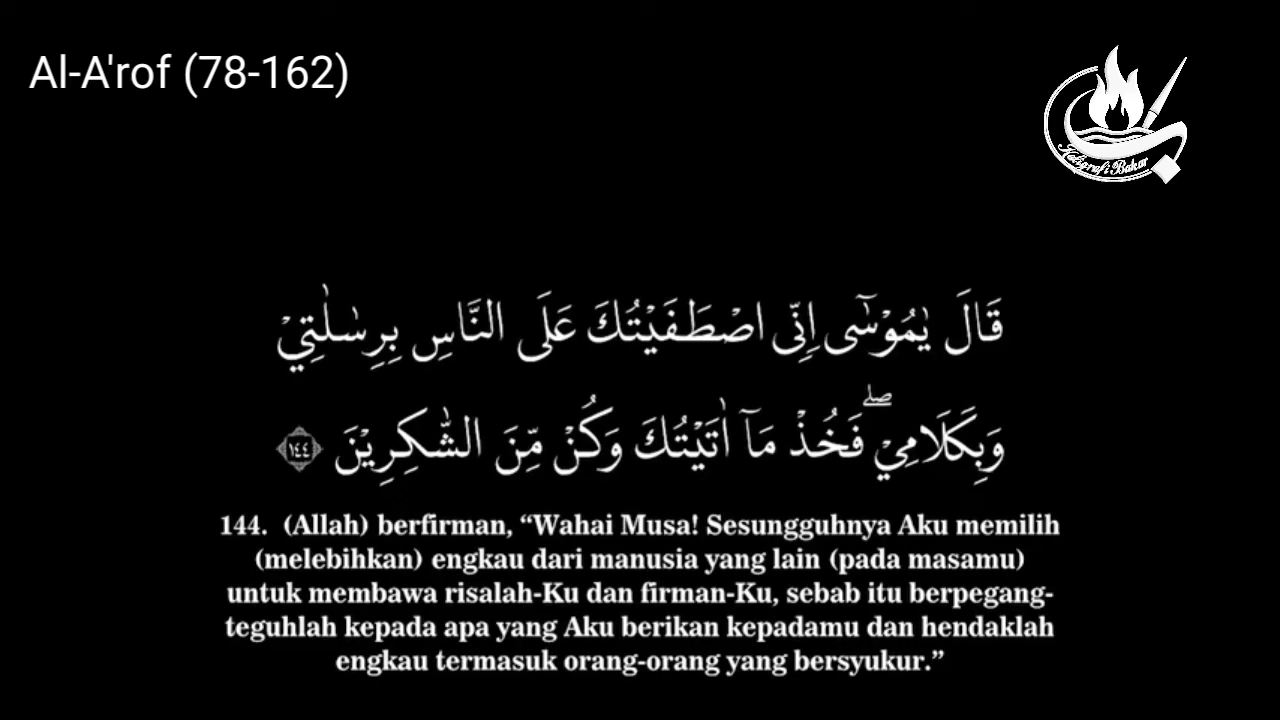 Al-A'rof (78-162)
Kaligrafi Bakar
قَالَ يٰمُوْسٰٓى اِنِّى اصْطَفَيْتُكَ عَلَى النَّاسِ بِرِسٰلٰتِيْ
وَبِكَلَامِيْ ۖ فَخُذْ مَآ اٰتَيْتُكَ وَكُنْ مِّنَ الشّٰكِرِيْنَ ١٤٤
144. (Allah) berfirman, “Wahai Musa! Sesungguhnya Aku memilih
(melebihkan) engkau dari manusia yang lain (pada masamu)
untuk membawa risalah-Ku dan firman-Ku, sebab itu berpegang-
teguhlah kepada apa yang Aku berikan kepadamu dan hendaklah
engkau termasuk orang-orang yang bersyukur.”